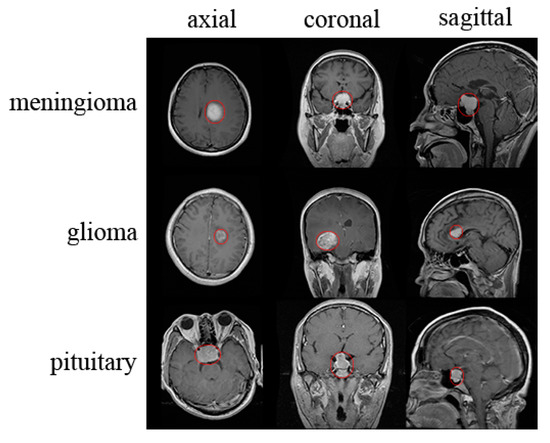 axial coronal sagittal
meningioma
glioma
pituitary